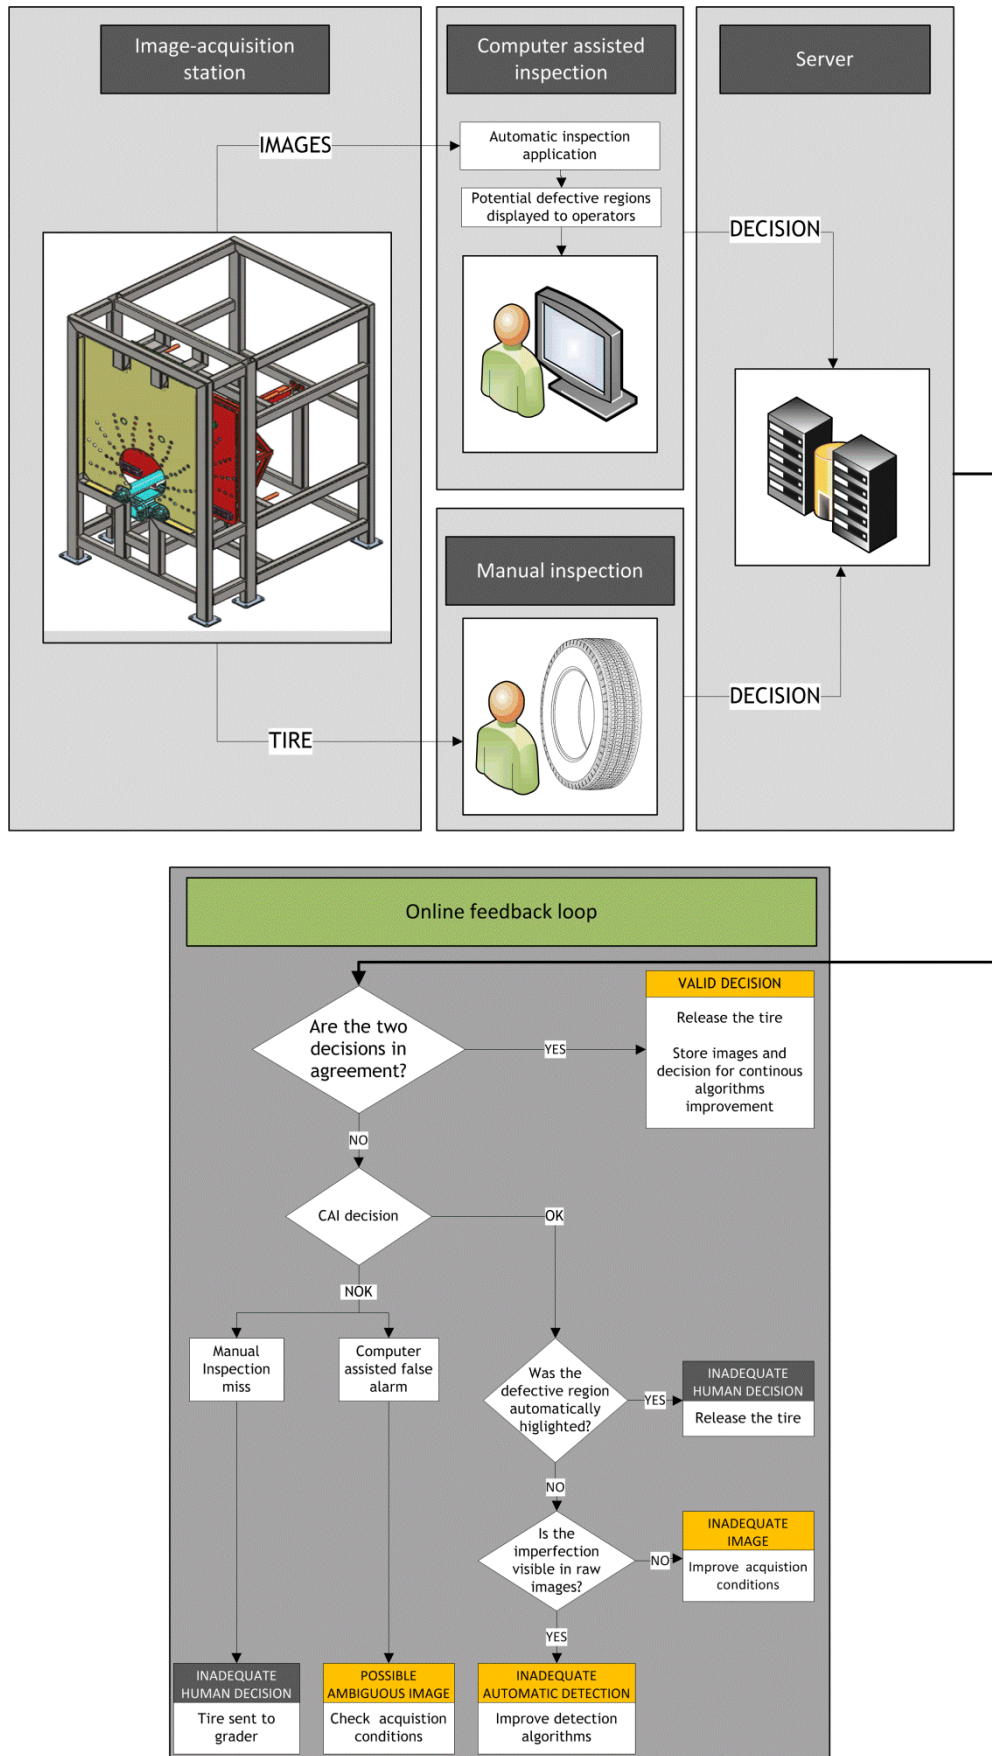 Image-acquisition
station
Computer assisted
inspection
Server
IMAGES
Automatic inspection
application
Potential defective regions
displayed to operators
DECISION
Manual inspection
DECISION
TIRE
Online feedback loop
Are the two
decisions in
agreement?
YES
VALID DECISION
Release the tire
Store images and
decision for continous
algorithms
improvement
NO
CAI decision
OK
NOK
Manual
Inspection
miss
Computer
assisted false
alarm
Was the
defective region
automatically
higlighted?
YES
INADEQUATE
HUMAN DECISION
Release the tire
NO
Is the
imperfection
visible in raw
images?
NO
INADEQUATE
IMAGE
Improve acquistion
conditions
YES
INADEQUATE
HUMAN DECISION
Tire sent to
grader
POSSIBLE
AMBIGUOUS IMAGE
Check acquistion
conditions
INADEQUATE
AUTOMATIC DETECTION
Improve detection
algorithms